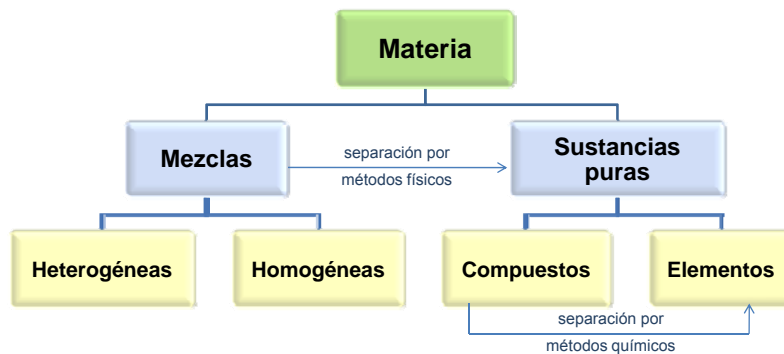 Materia
Mezclas
separación por
métodos físicos
Sustancias
puras
Heterogéneas
Homogéneas
Compuestos
Elementos
separación por
métodos químicos